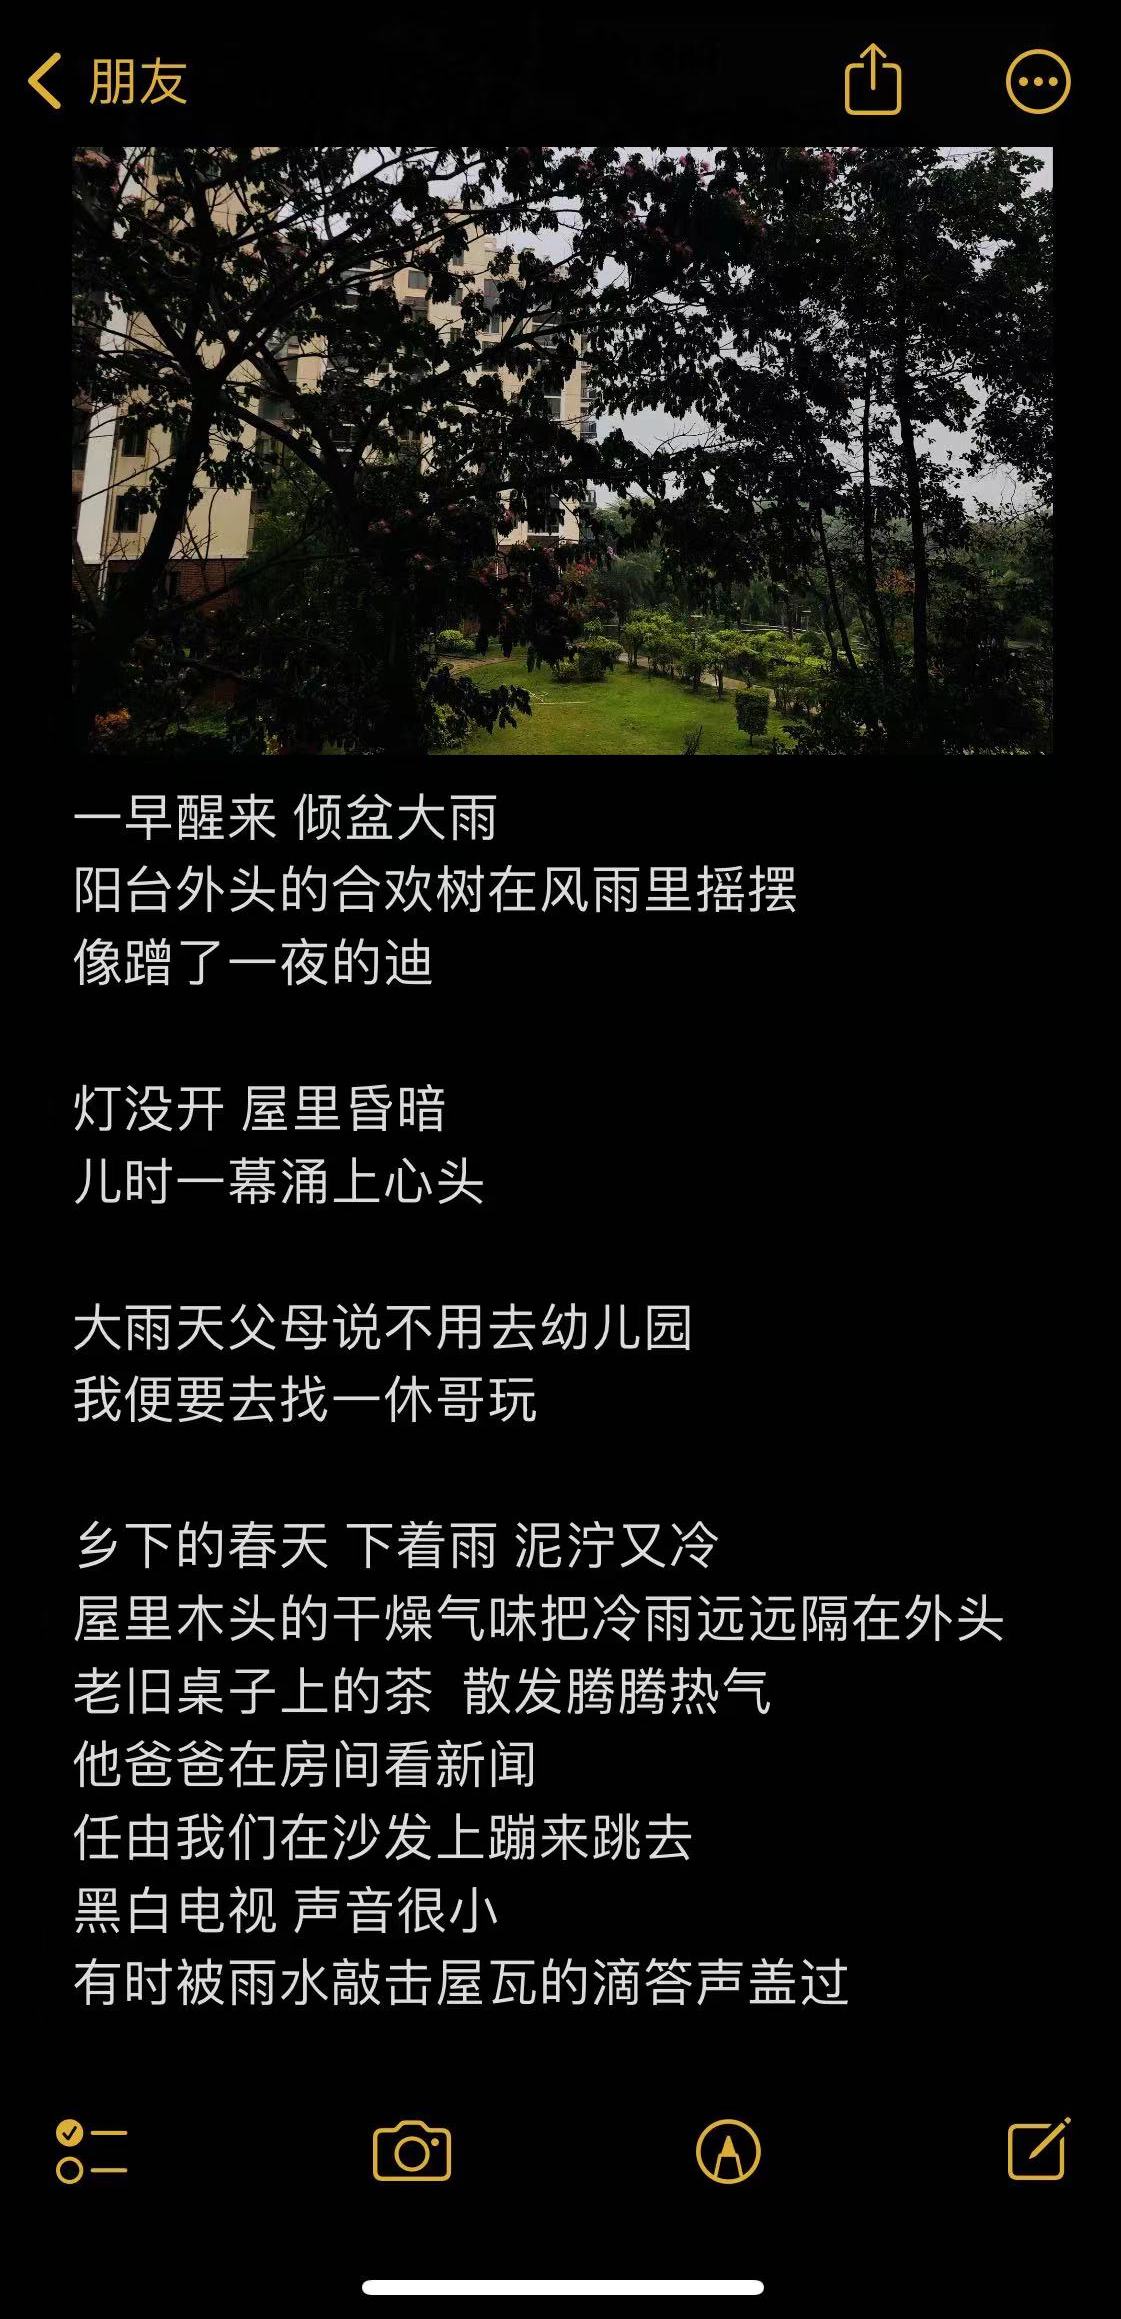 朋友
一早醒来 倾盆大雨
阳台外头的合欢树在风雨里摇摆
像蹭了一夜的迪
灯没开 屋里昏暗
儿时一幕涌上心头
大雨天父母说不用去幼儿园
我便要去找一休哥玩
乡下的春天 下着雨 泥泞又冷
屋里木头的干燥气味把冷雨远远隔在外头
老旧桌子上的茶  散发腾腾热气
他爸爸在房间看新闻
任由我们在沙发上蹦来跳去
黑白电视 声音很小
有时被雨水敲击屋瓦的滴答声盖过